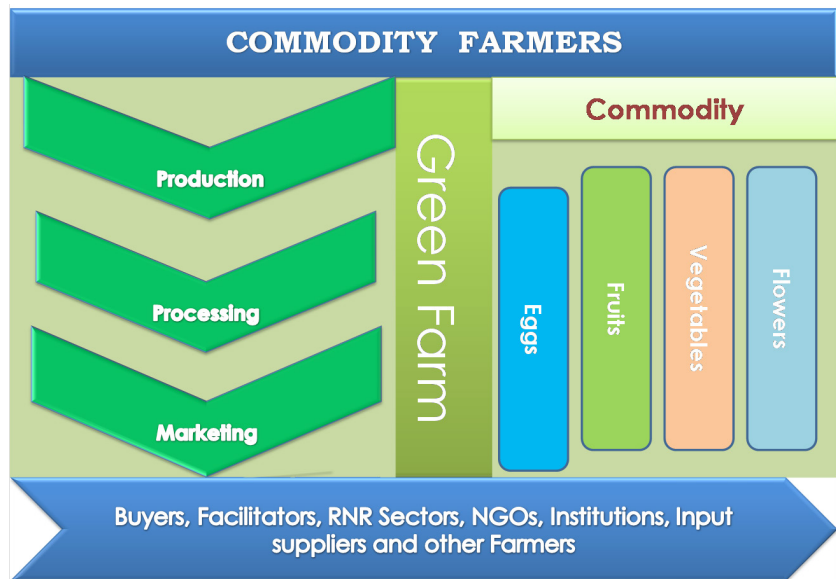 COMMODITY FARMERS
Production
Processing
Marketing
Green Farm
Commodity
Eggs
Fruits
Vegetables
Flowers
Buyers, Facilitators, RNR Sectors, NGOs, Institutions, Input
suppliers and other Farmers